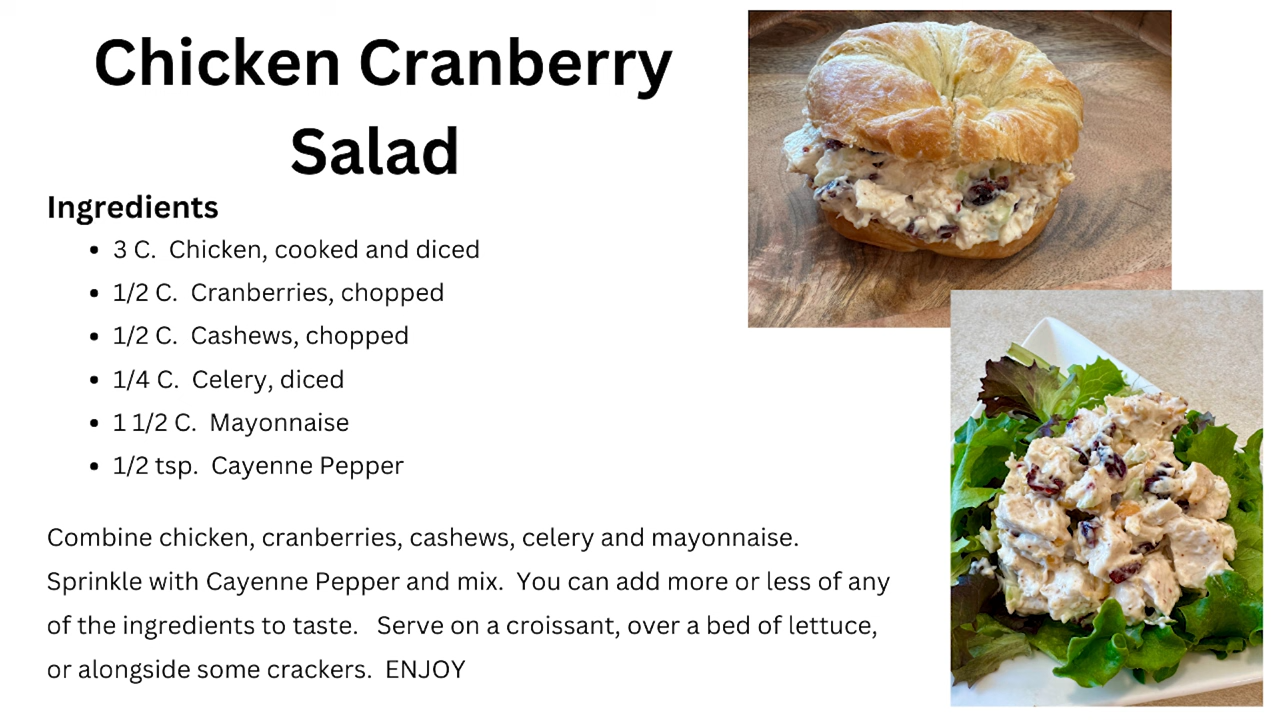 Chicken Cranberry
Salad
Ingredients
• 3 C.  Chicken, cooked and diced
• 1/2 C.  Cranberries, chopped
• 1/2 C.  Cashews, chopped
• 1/4 C.  Celery, diced
• 1 1/2 C.  Mayonnaise
• 1/2 tsp.  Cayenne Pepper
Combine chicken, cranberries, cashews, celery and mayonnaise.
Sprinkle with Cayenne Pepper and mix.  You can add more or less of any
of the ingredients to taste.   Serve on a croissant, over a bed of lettuce,
or alongside some crackers.  ENJOY